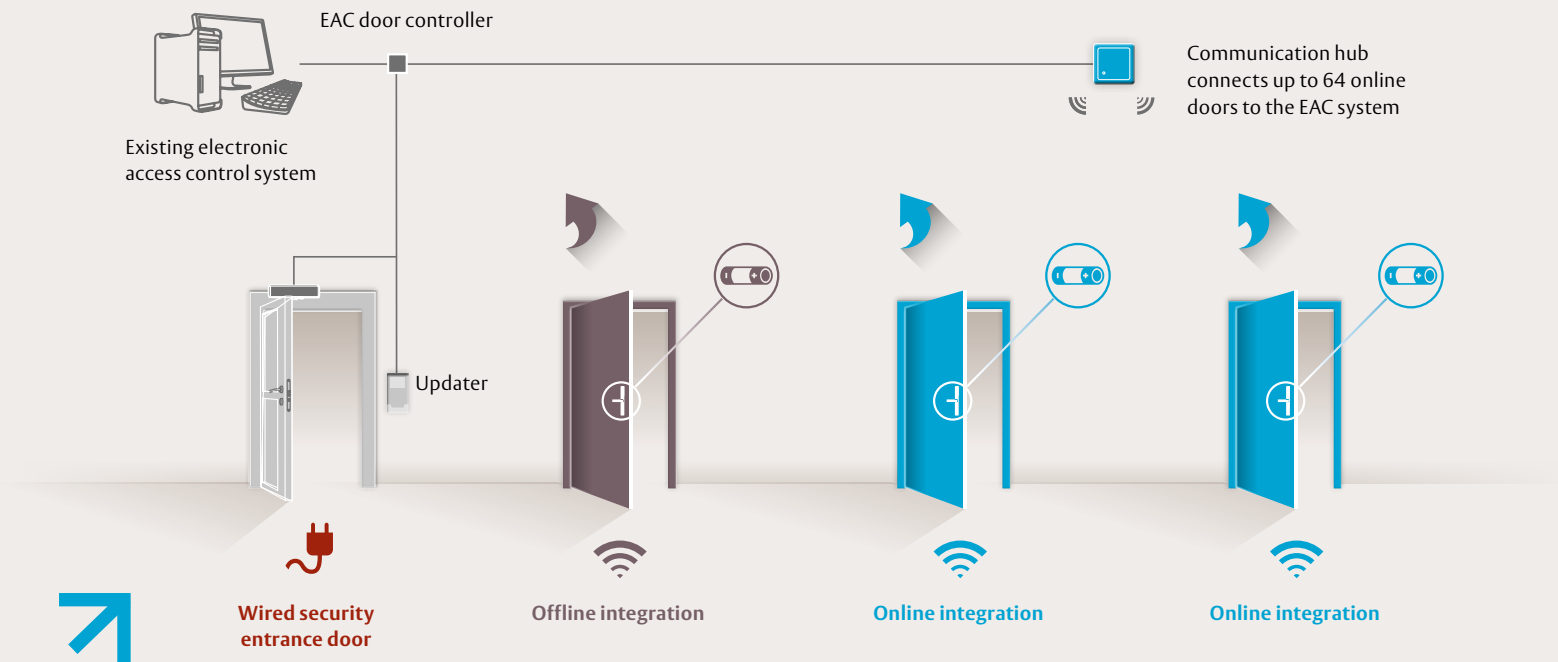 EAC door controller
Communication hub
connects up to 64 online
doors to the EAC system
Existing electronic
access control system
Updater
Wired security
entrance door
Offline integration
Online integration
Online integration